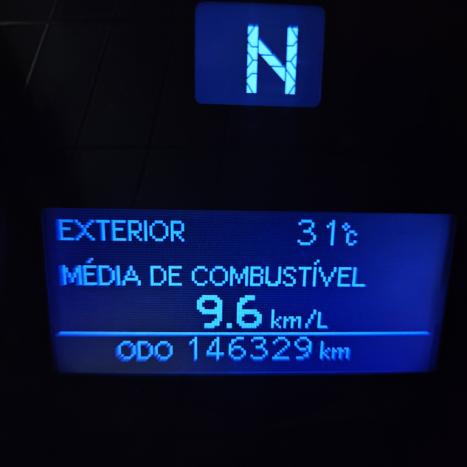 N
EXTERIOR 31°C
MÉDIA DE COMBUSTÍVEL
9.6 km/L
ODO 146329 km